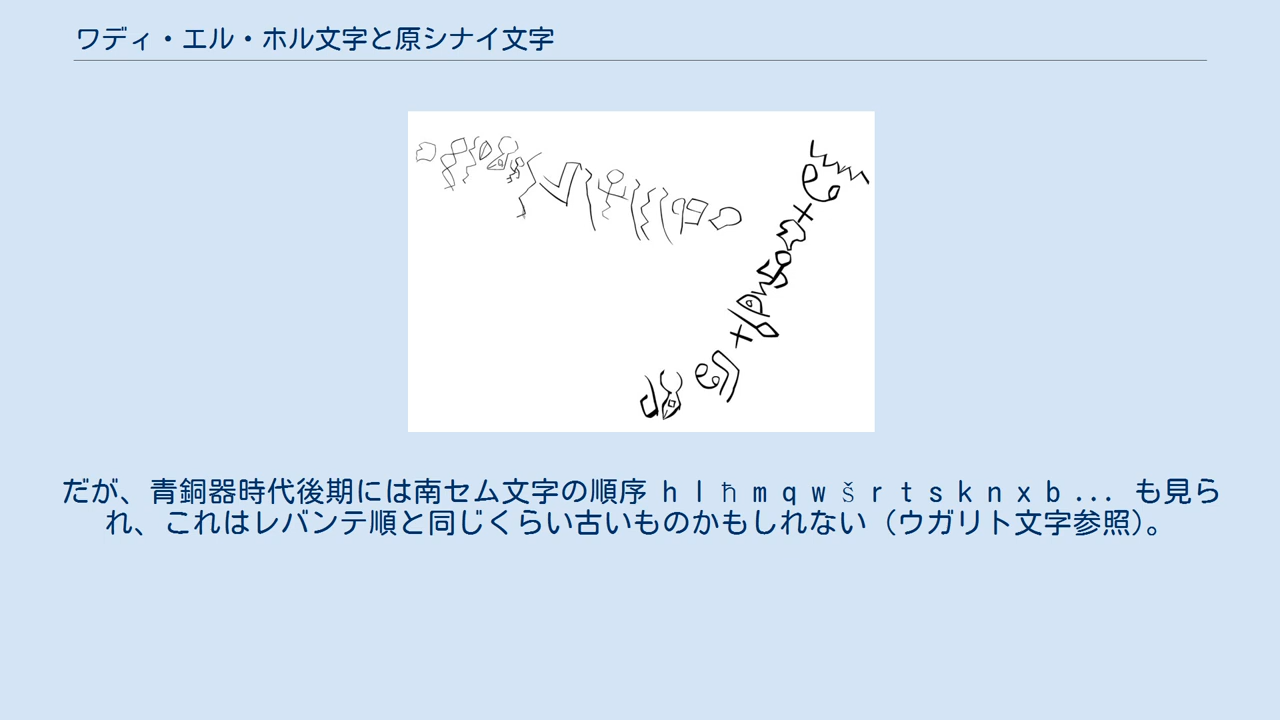 ワディ・エル・ホル文字と原シナイ文字
だが、青銅器時代後期には南セム文字の順序 h l ħ m q w š r t s k n x b ... も見ら
れ、これはレバンテ順と同じくらい古いものかもしれない（ウガリト文字参照）。